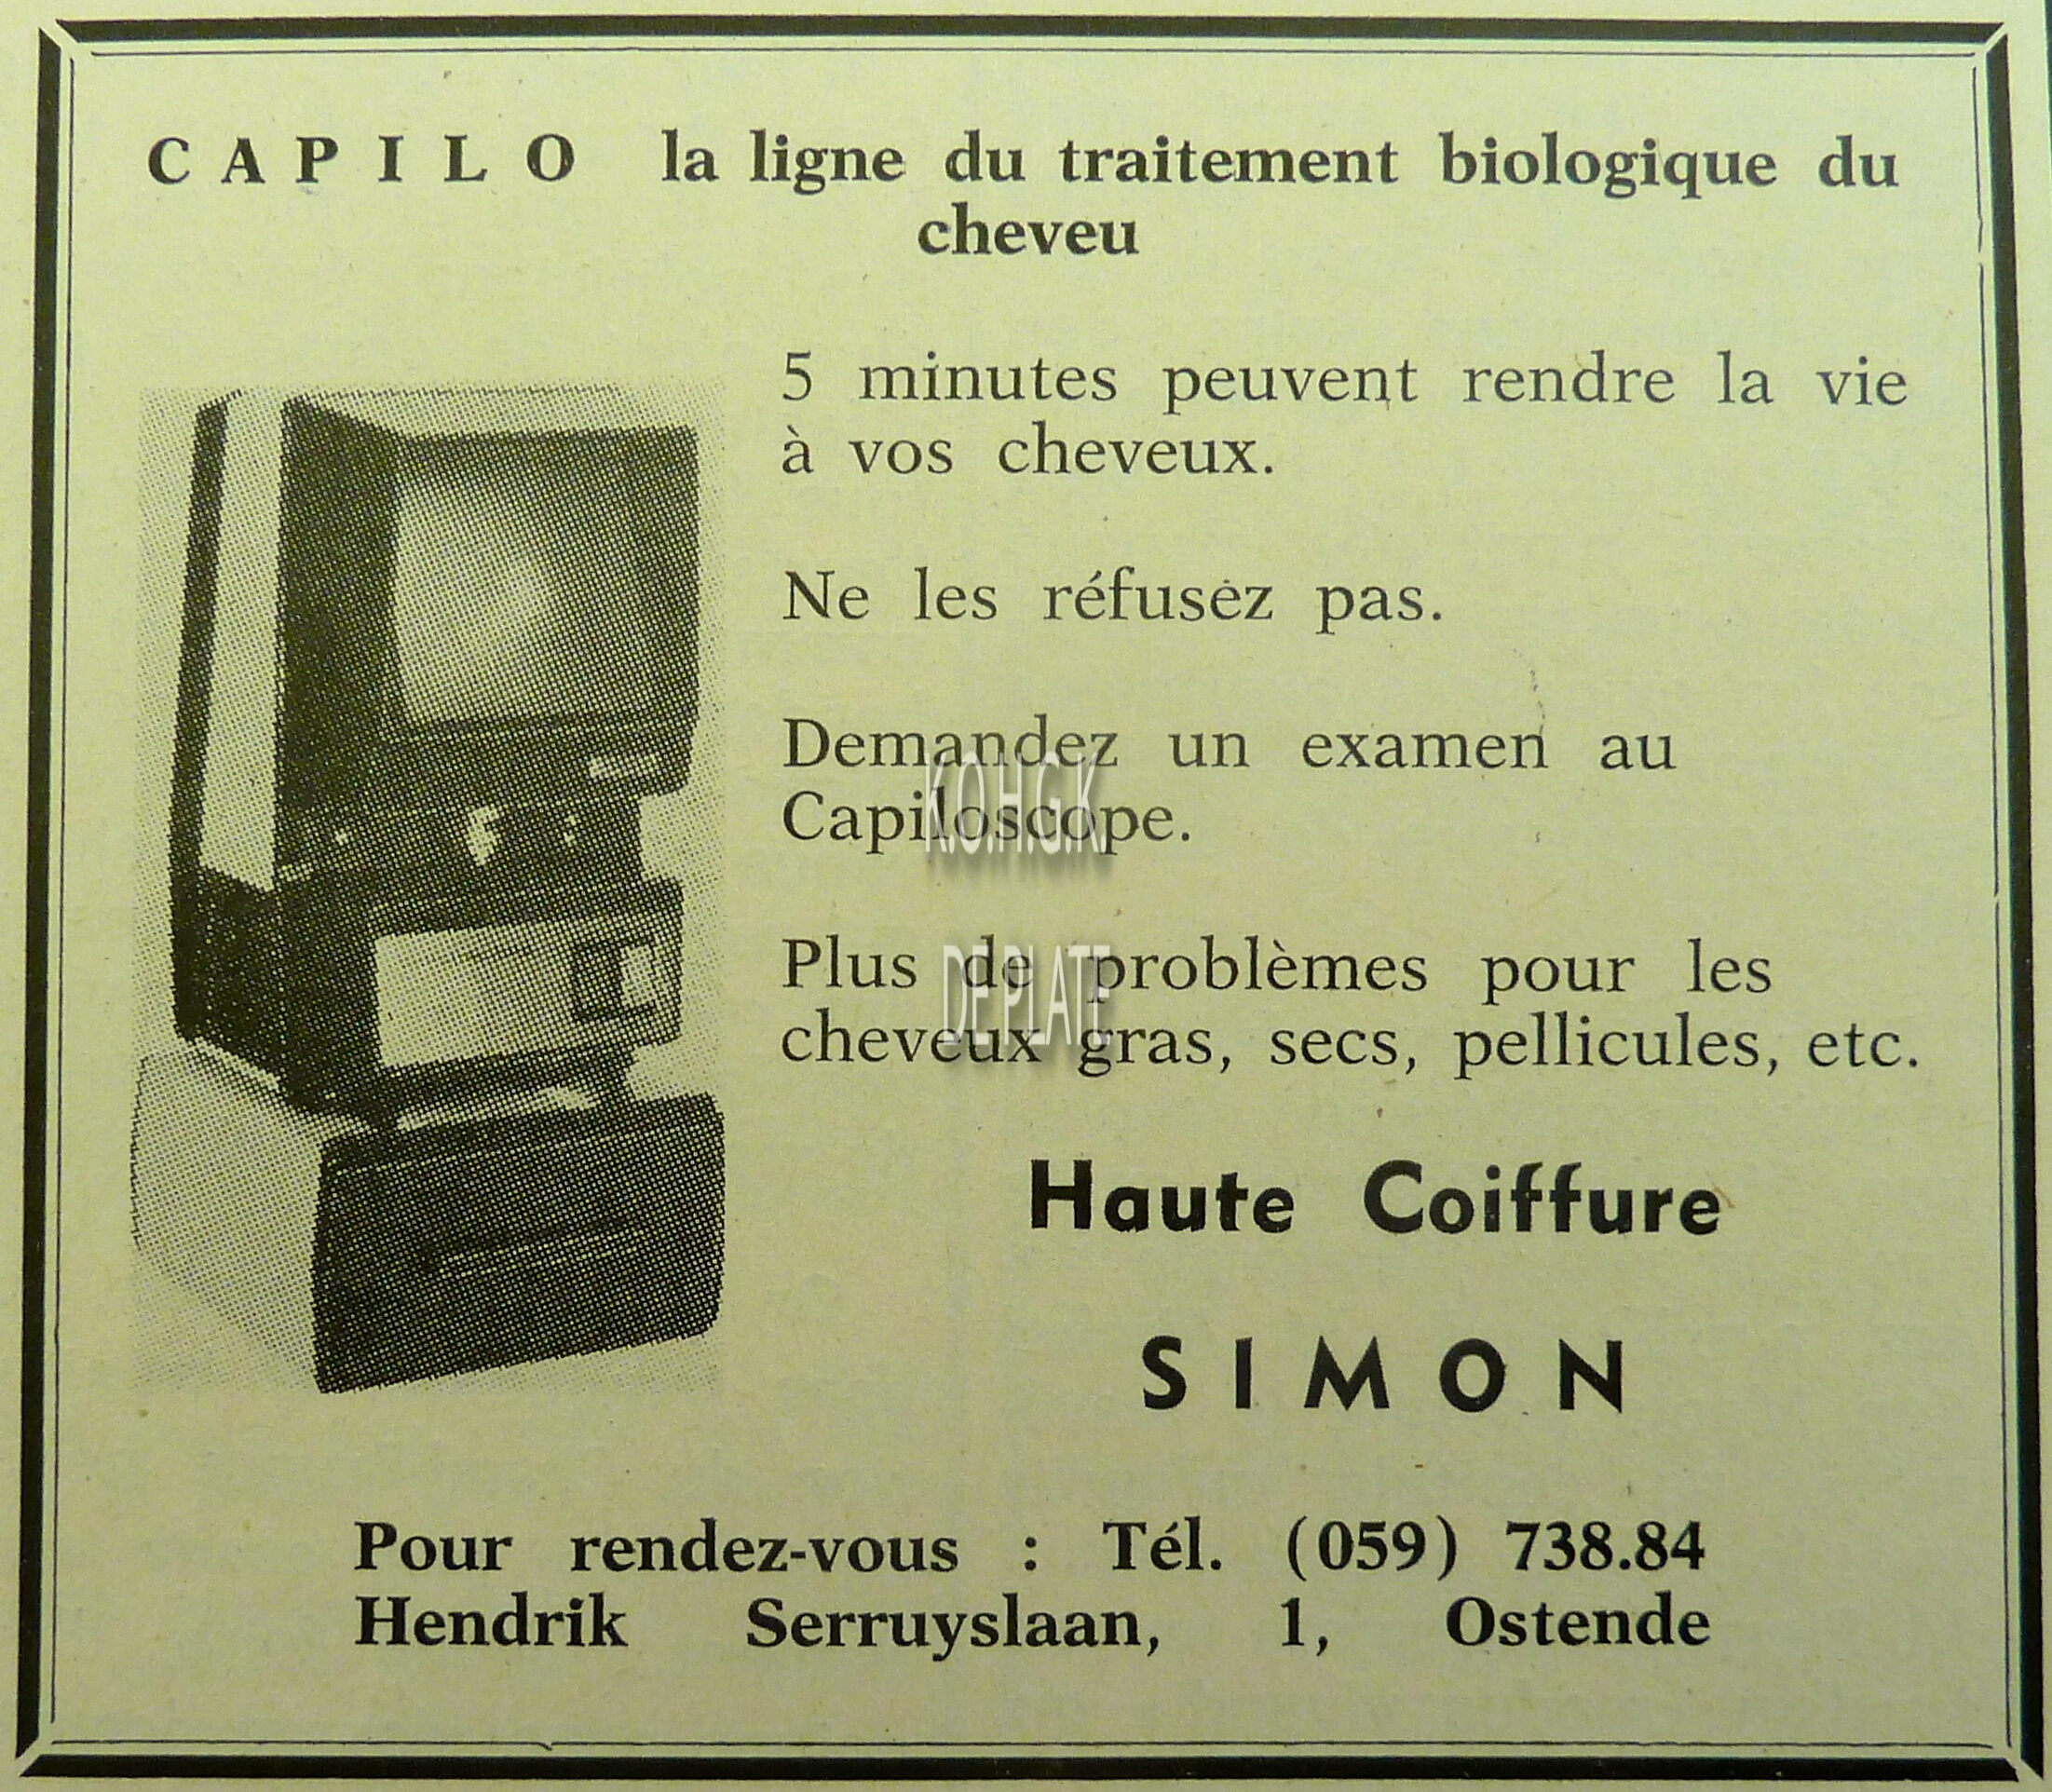 CAPILO la ligne du traitement biologique du
cheveu
5 minutes peuvent rendre la vie
à vos cheveux.
Ne les réfusez pas.
Demandez un examen au
Capiloscope.
K.O.H.G.K.
Plus de problèmes pour les
cheveux gras, secs, pellicules, etc.
DE PLATE
Haute Coiffure
SIMON
Pour rendez-vous : Tél. (059) 738.84
Hendrik Serruyslaan, 1, Ostende